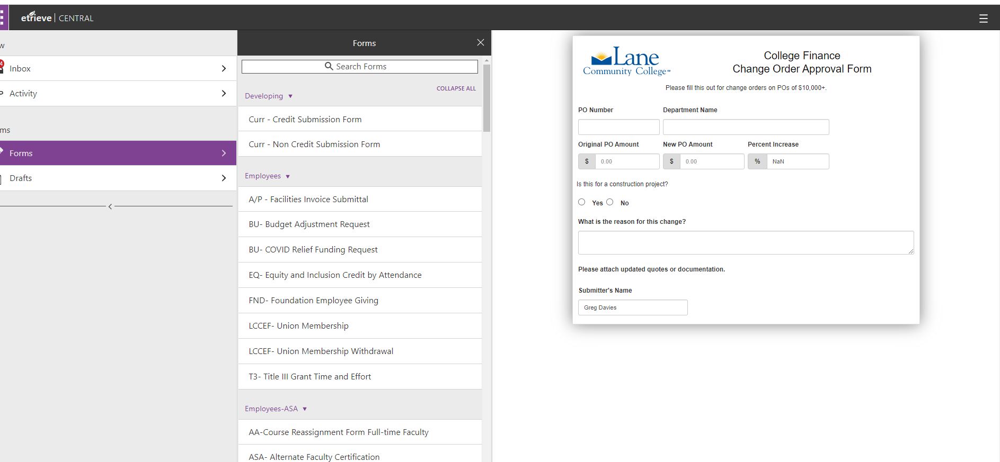 etrieve | CENTRAL
w
4
Inbox
Activity
ms
Forms
Drafts
Forms
Search Forms
COLLAPSE ALL
Developing
Curr - Credit Submission Form
Curr - Non Credit Submission Form
Employees
A/P - Facilities Invoice Submittal
BU- Budget Adjustment Request
BU- COVID Relief Funding Request
EQ- Equity and Inclusion Credit by Attendance
FND- Foundation Employee Giving
LCCEF- Union Membership
LCCEF- Union Membership Withdrawal
T3- Title III Grant Time and Effort
Employees-ASA
AA-Course Reassignment Form Full-time Faculty
ASA- Alternate Faculty Certification
Lane
Community College℠
College Finance
Change Order Approval Form
Please fill this out for change orders on POs of $10,000+.
PO Number Department Name
Original PO Amount New PO Amount Percent Increase
$ 0.00 $ 0.00 % NaN
Is this for a construction project?
Yes No
What is the reason for this change?
Please attach updated quotes or documentation.
Submitter's Name
Greg Davies